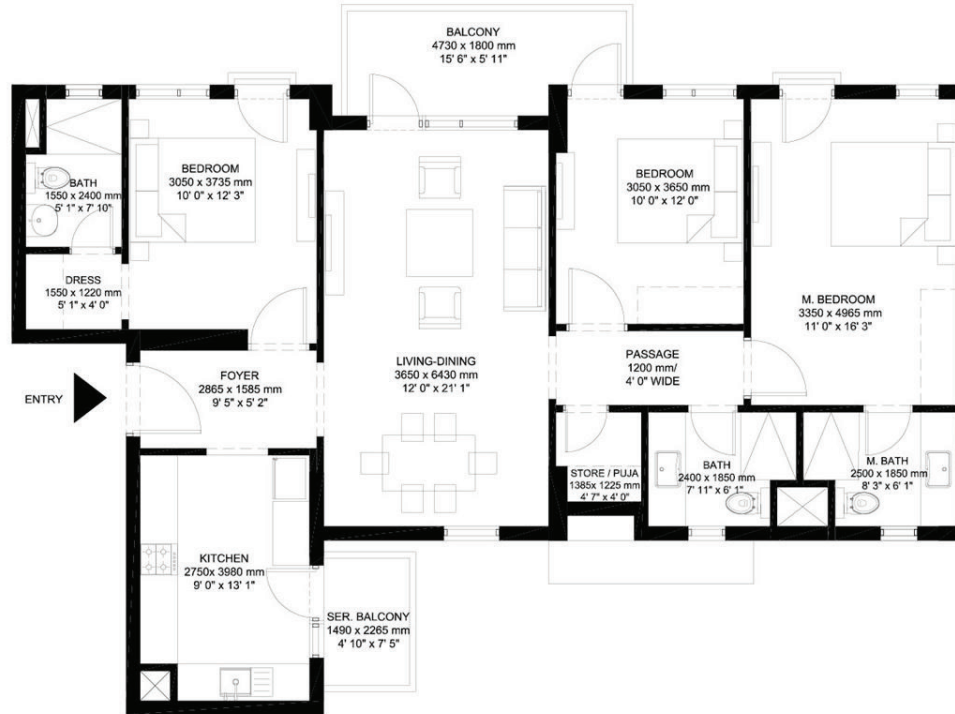 BALCONY
4730 x 1800 mm
15' 6" x 5' 11"
BEDROOM
3050 x 3735 mm
10' 0" x 12' 3"
BATH
1550 x 2400 mm
5' 1" x 7' 10"
DRESS
1550 x 1220 mm
5' 1" x 4' 0"
BEDROOM
3050 x 3650 mm
10' 0" x 12' 0"
M. BEDROOM
3350 x 4965 mm
11' 0" x 16' 3"
ENTRY
FOYER
2865 x 1585 mm
9' 5" x 5' 2"
LIVING-DINING
3650 x 6430 mm
12' 0" x 21' 1"
PASSAGE
1200 mm/
4' 0" WIDE
STORE / PUJA
1385x 1225 mm
4' 7" x 4' 0"
BATH
2400 x 1850 mm
7' 11" x 6' 1"
M. BATH
2500 x 1850 mm
8' 3" x 6' 1"
KITCHEN
2750x 3980 mm
9' 0" x 13' 1"
SER. BALCONY
1490 x 2265 mm
4' 10" x 7' 5"